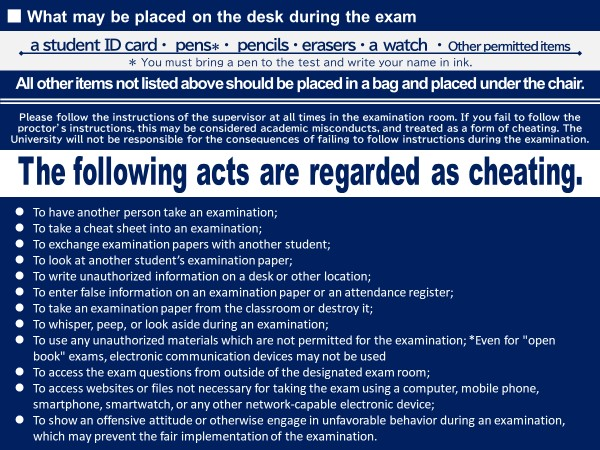 ■ What may be placed on the desk during the exam
a student ID card・ pens*・ pencils・erasers・a watch ・Other permitted items
* You must bring a pen to the test and write your name in ink.
All other items not listed above should be placed in a bag and placed under the chair.
Please follow the instructions of the supervisor at all times in the examination room. If you fail to follow the
proctor's instructions, this may be considered academic misconducts, and treated as a form of cheating. The
University will not be responsible for the consequences of failing to follow instructions during the examination.
The following acts are regarded as cheating.
● To have another person take an examination;
● To take a cheat sheet into an examination;
● To exchange examination papers with another student;
● To look at another student's examination paper;
● To write unauthorized information on a desk or other location;
● To enter false information on an examination paper or an attendance register;
● To take an examination paper from the classroom or destroy it;
● To whisper, peep, or look aside during an examination;
● To use any unauthorized materials which are not permitted for the examination; *Even for "open
book" exams, electronic communication devices may not be used
● To access the exam questions from outside of the designated exam room;
● To access websites or files not necessary for taking the exam using a computer, mobile phone,
smartphone, smartwatch, or any other network-capable electronic device;
● To show an offensive attitude or otherwise engage in unfavorable behavior during an examination,
which may prevent the fair implementation of the examination.